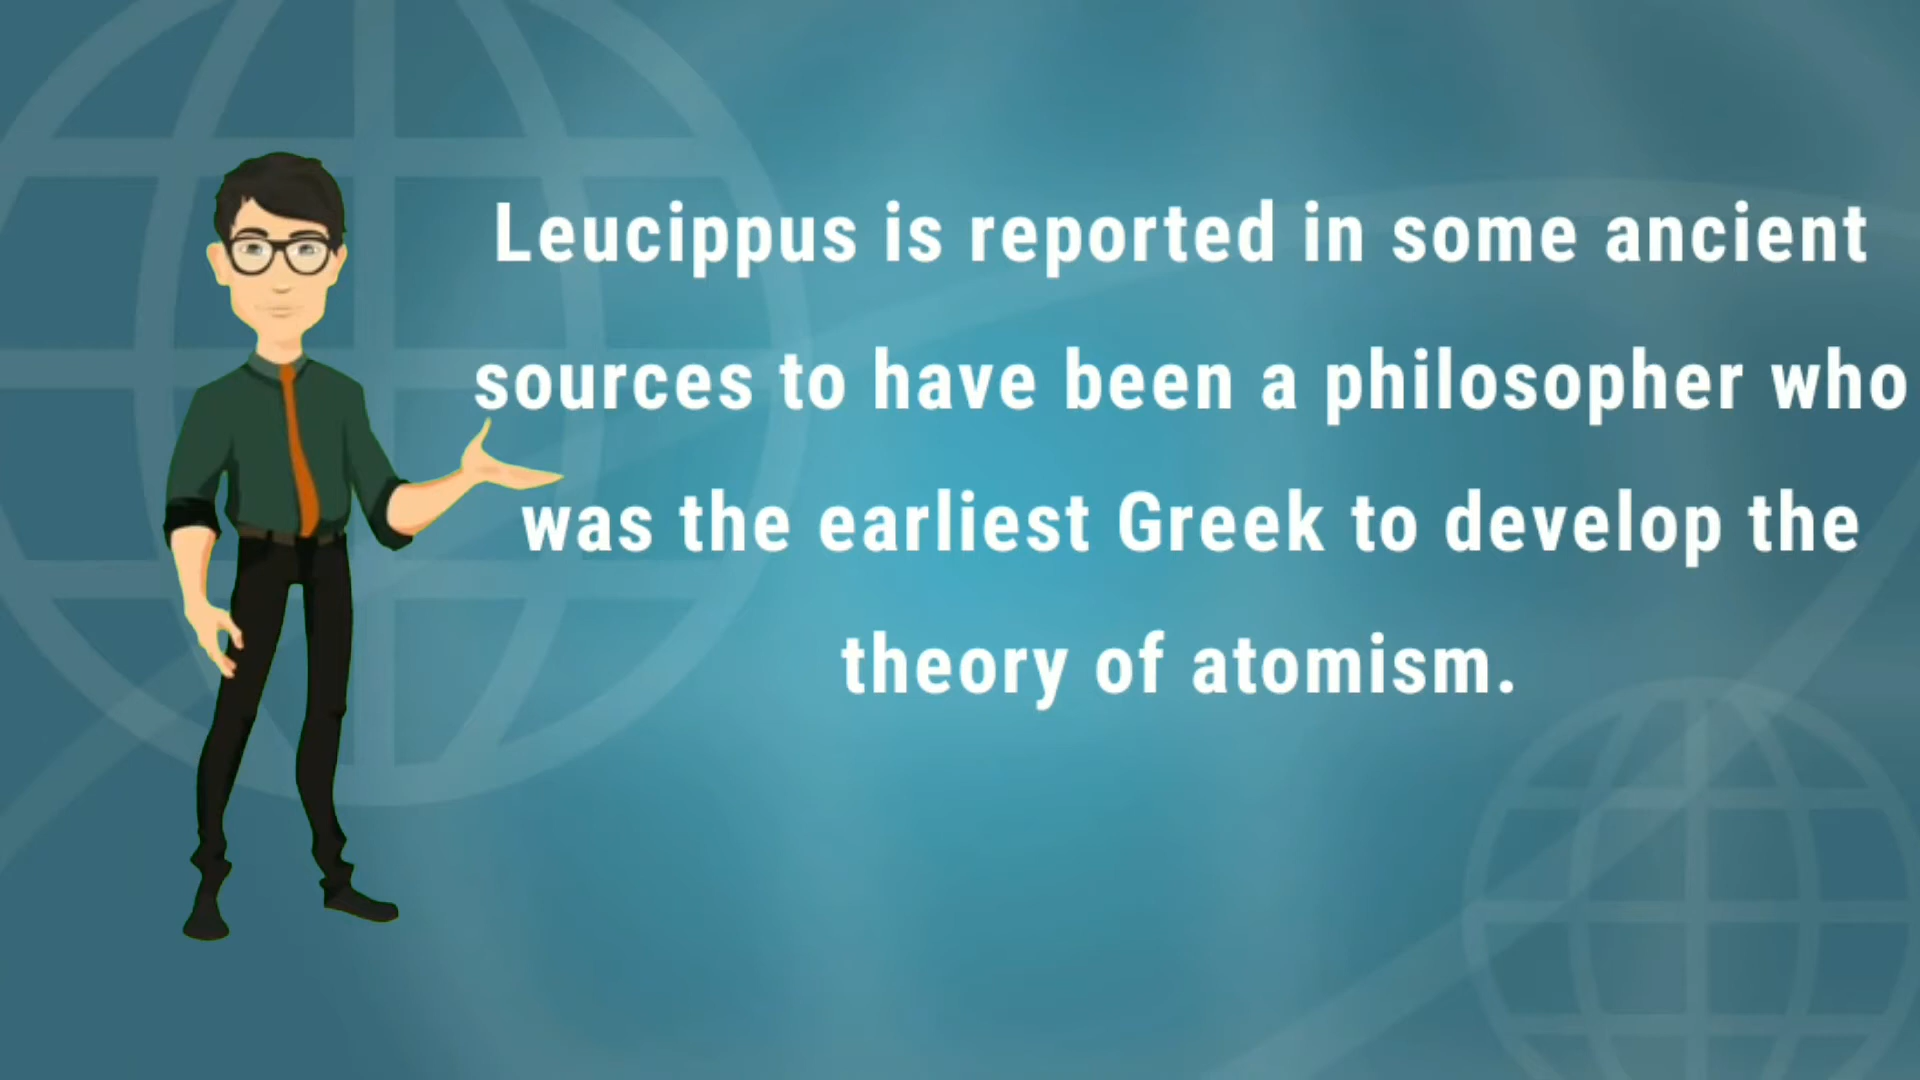 Leucippus is reported in some ancient
sources to have been a philosopher who
was the earliest Greek to develop the
theory of atomism.